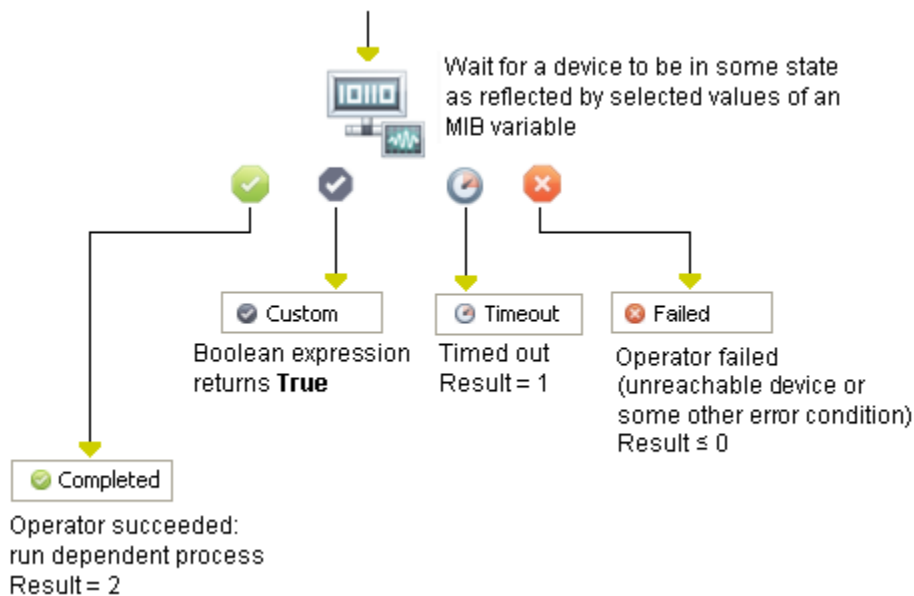 Wait for a device to be in some state
as reflected by selected values of an
MIB variable
10110
Custom
Timeout
Failed
Boolean expression
returns True
Timed out
Result = 1
Operator failed
(unreachable device or
some other error condition)
Result ≤ 0
Completed
Operator succeeded:
run dependent process
Result = 2